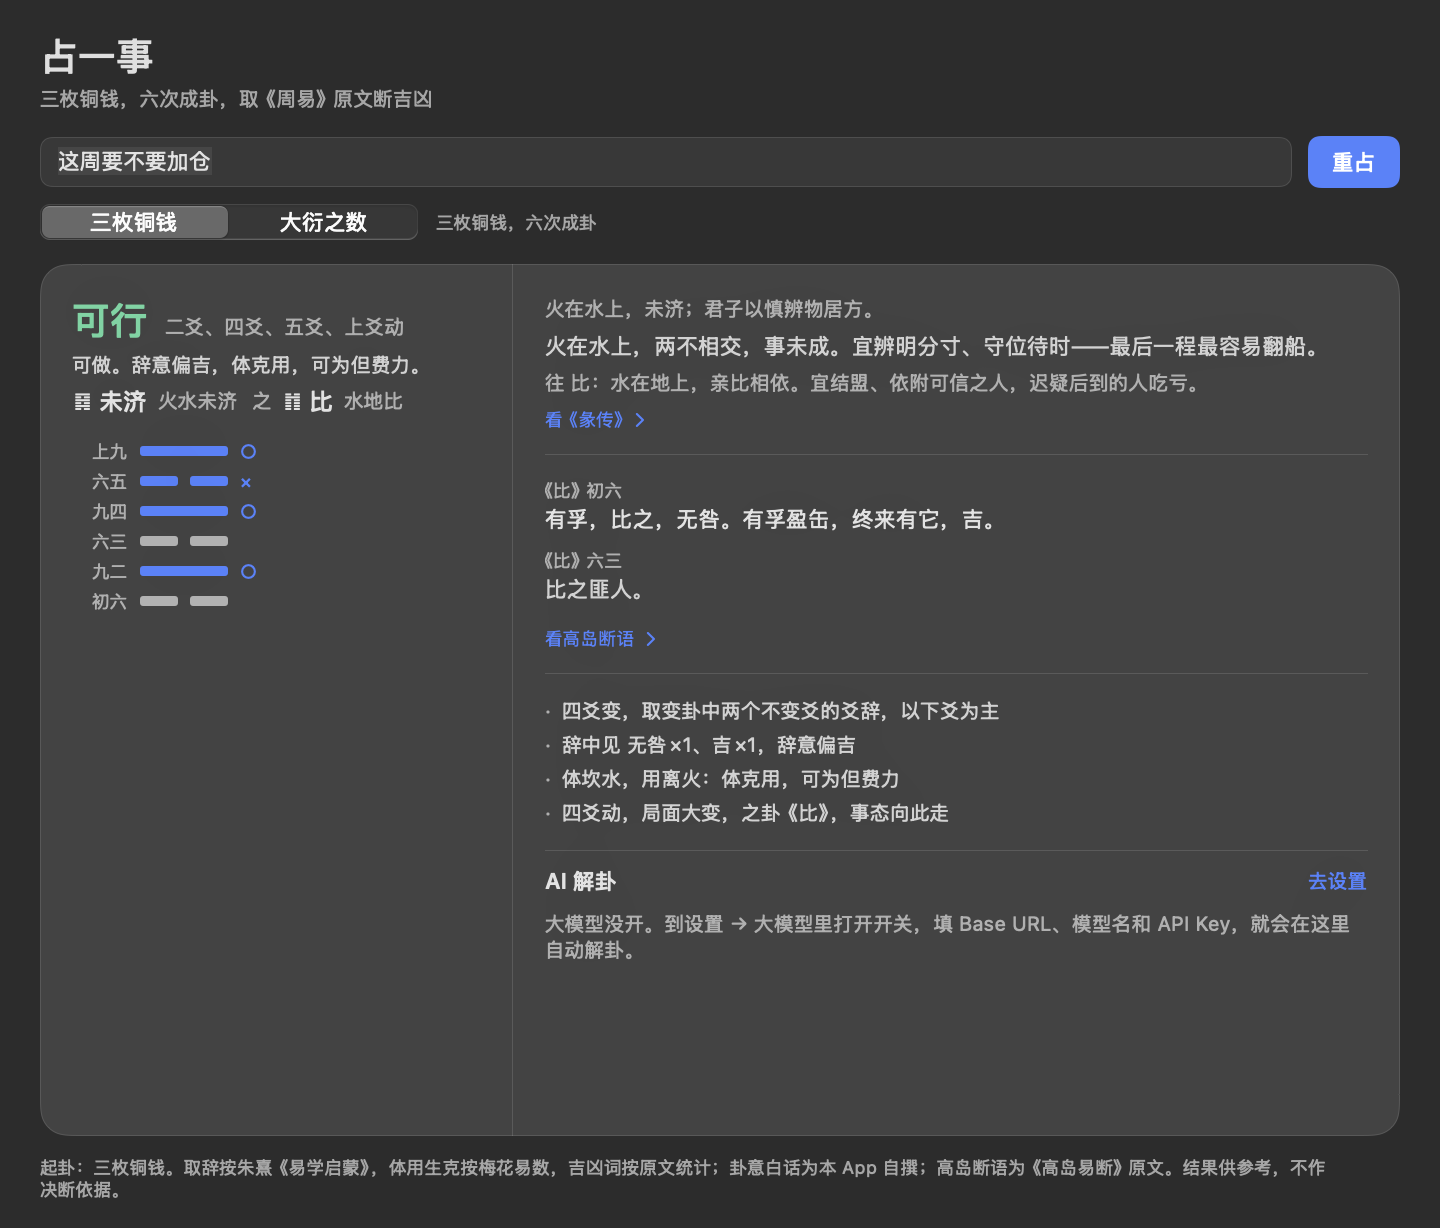 占一事
三枚铜钱，六次成卦，取《周易》原文断吉凶
这周要不要加仓
重占
三枚铜钱
大衍之数
三枚铜钱，六次成卦
可行 二爻、四爻、五爻、上爻动
可做。辞意偏吉，体克用，可为但费力。
䷿ 未济 火水未济 之 ䷇ 比 水地比
上九 ○
六五 ×
九四 ○
六三
九二 ○
初六
火在水上，未济；君子以慎辨物居方。
火在水上，两不相交，事未成。宜辨明分寸、守位待时——最后一程最容易翻船。
往 比：水在地上，亲比相依。宜结盟、依附可信之人，迟疑后到的人吃亏。
看《彖传》
《比》初六
有孚，比之，无咎。有孚盈缶，终来有它，吉。
《比》六三
比之匪人。
看高岛断语
· 四爻变，取变卦中两个不变爻的爻辞，以下爻为主
· 辞中见 无咎×1、吉×1，辞意偏吉
· 体坎水，用离火：体克用，可为但费力
· 四爻动，局面大变，之卦《比》，事态向此走
AI 解卦
去设置
大模型没开。到设置 → 大模型里打开开关，填 Base URL、模型名和 API Key，就会在这里
自动解卦。
起卦：三枚铜钱。取辞按朱熹《易学启蒙》，体用生克按梅花易数，吉凶词按原文统计；卦意白话为本 App 自撰；高岛断语为《高岛易断》原文。结果供参考，不作
决断依据。